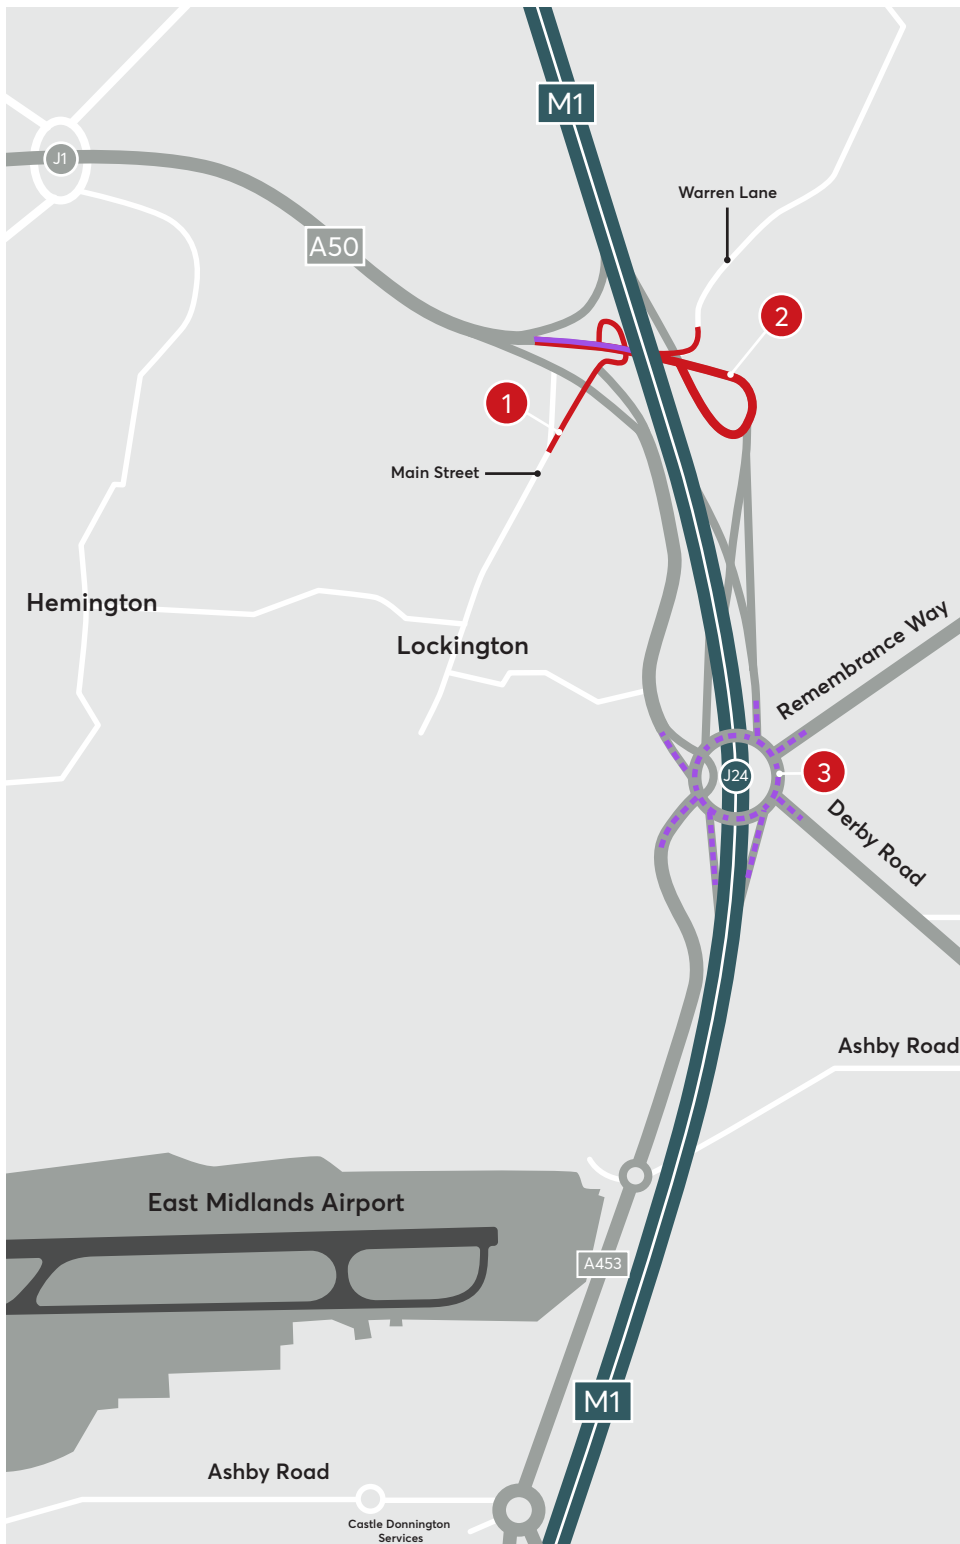 M1
J1
Warren Lane
A50
2
1
Main Street
Hemington
Lockington
Remembrance Way
J24
3
Derby Road
Ashby Road
East Midlands Airport
A453
M1
Ashby Road
Castle Donnington
Services